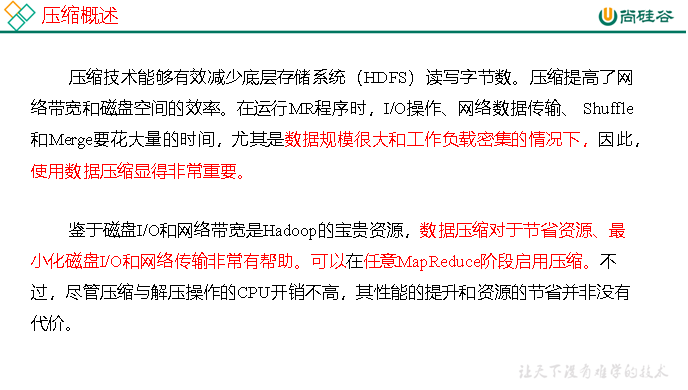 压缩概述
尚硅谷
压缩技术能够有效减少底层存储系统（HDFS）读写字节数。压缩提高了网
络带宽和磁盘空间的效率。在运行MR程序时，I/O操作、网络数据传输、 Shuffle
和Merge要花大量的时间，尤其是数据规模很大和工作负载密集的情况下，因此，
使用数据压缩显得非常重要。
鉴于磁盘I/O和网络带宽是Hadoop的宝贵资源，数据压缩对于节省资源、最
小化磁盘I/O和网络传输非常有帮助。可以在任意MapReduce阶段启用压缩。不
过，尽管压缩与解压操作的CPU开销不高，其性能的提升和资源的节省并非没有
代价。
让天下没有难学的技术